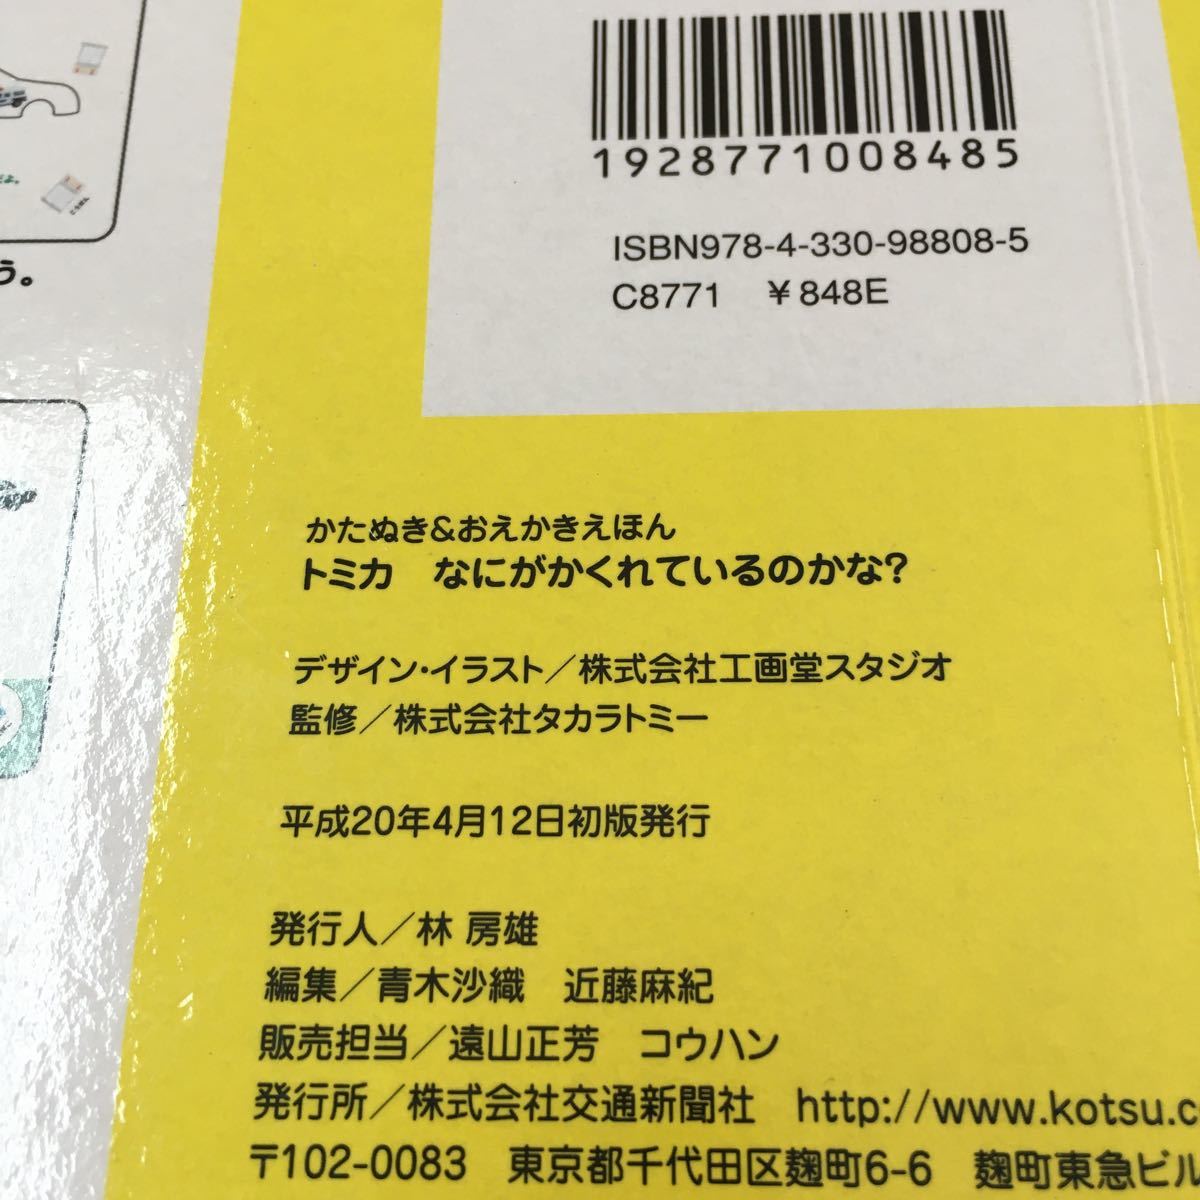 う。
1928771008485
ISBN978-4-330-98808-5
C8771　￥848E
かたぬき&おえかきえほん
トミカ　なにがかくれているのかな?
デザイン・イラスト／株式会社工画堂スタジオ
監修／株式会社タカラトミー
平成20年4月12日初版発行
発行人／林 房雄
編集／青木沙織　近藤麻紀
販売担当／遠山正芳　コウハン
発行所／株式会社交通新聞社　http://www.kotsu.c
〒102-0083　東京都千代田区麹町6-6　麹町東急ビル